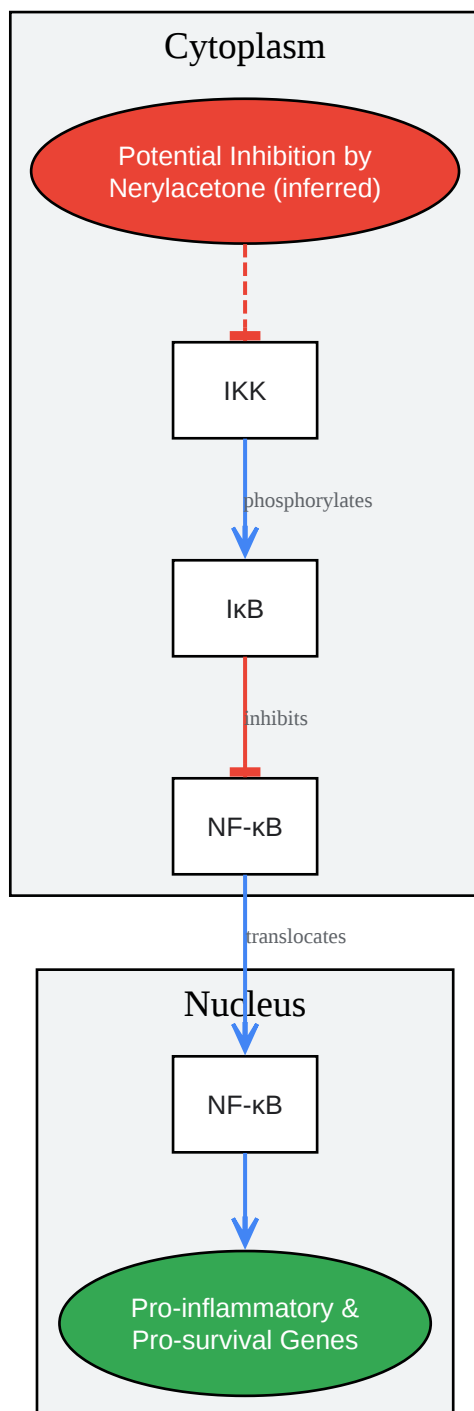 Cytoplasm
Potential Inhibition by
Nerylacetone (inferred)
IKK
phosphorylates
IκB
inhibits
NF-κB
translocates
Nucleus
NF-κB
Pro-inflammatory &
Pro-survival Genes